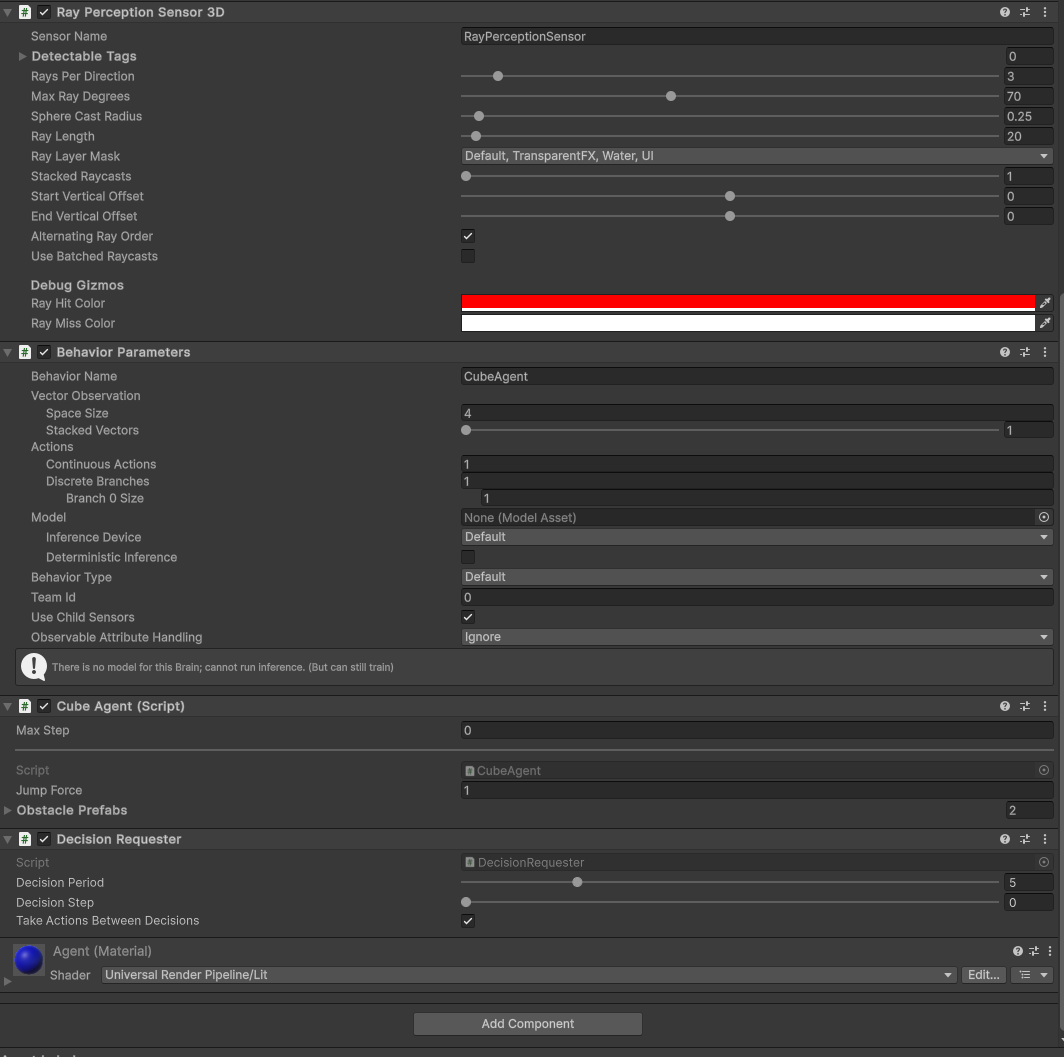 Ray Perception Sensor 3D
Sensor Name RayPerceptionSensor
Detectable Tags 0
Rays Per Direction 3
Max Ray Degrees 70
Sphere Cast Radius 0.25
Ray Length 20
Ray Layer Mask Default, TransparentFX, Water, UI
Stacked Raycasts 1
Start Vertical Offset 0
End Vertical Offset 0
Alternating Ray Order
Use Batched Raycasts
Debug Gizmos
Ray Hit Color
Ray Miss Color
Behavior Parameters
Behavior Name CubeAgent
Vector Observation
Space Size 4
Stacked Vectors 1
Actions
Continuous Actions 1
Discrete Branches 1
Branch 0 Size 1
Model None (Model Asset)
Inference Device Default
Deterministic Inference
Behavior Type Default
Team Id 0
Use Child Sensors
Observable Attribute Handling Ignore
There is no model for this Brain; cannot run inference. (But can still train)
Cube Agent (Script)
Max Step 0
Script CubeAgent
Jump Force 1
Obstacle Prefabs 2
Decision Requester
Script DecisionRequester
Decision Period 5
Decision Step 0
Take Actions Between Decisions
Agent (Material)
Shader Universal Render Pipeline/Lit Edit...
Add Component